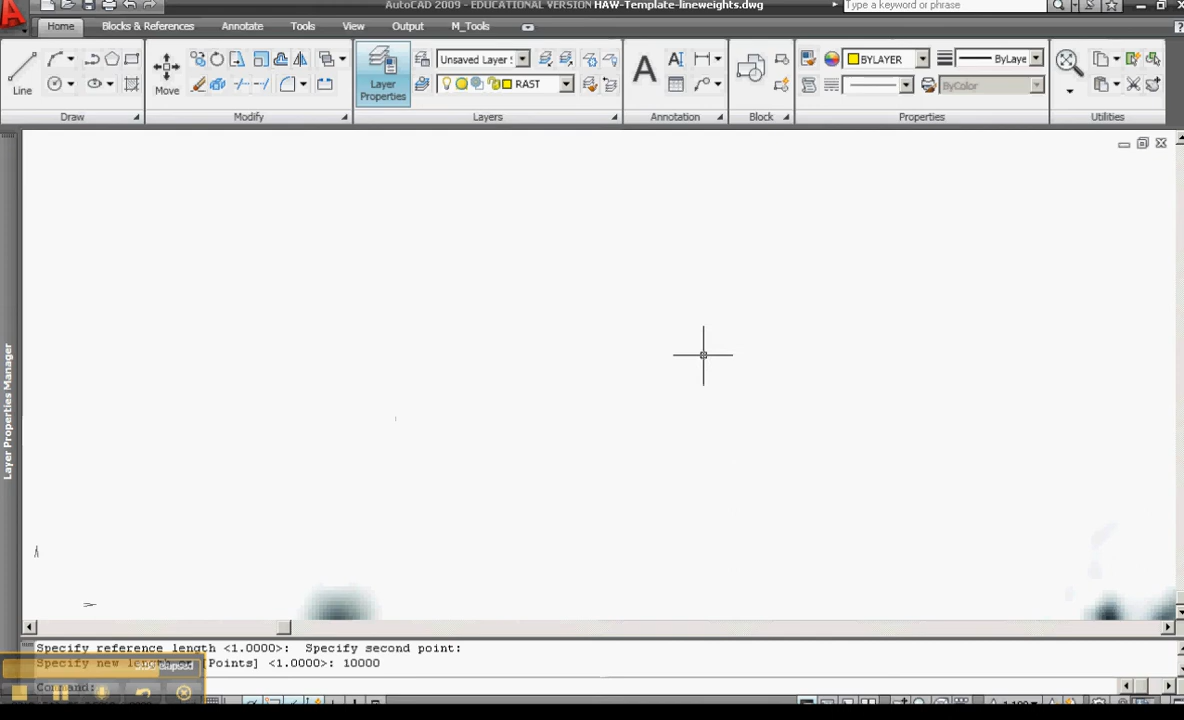 AutoCAD 2009 - EDUCATIONAL VERSION HAW-Template-lineweights.dwg
Type a keyword or phrase
Home Blocks & References Annotate Tools View Output M_Tools
Unsaved Layer
BYLAYER
ByLaye
Line
Move
Layer Properties
RAST
ByColor
Draw Modify Layers Annotation Block Properties Utilities
Layer Properties Manager
Specify reference length <1.0000>: Specify second point:
Specify new length or [Points] <1.0000>: 10000
elapsed
Command: